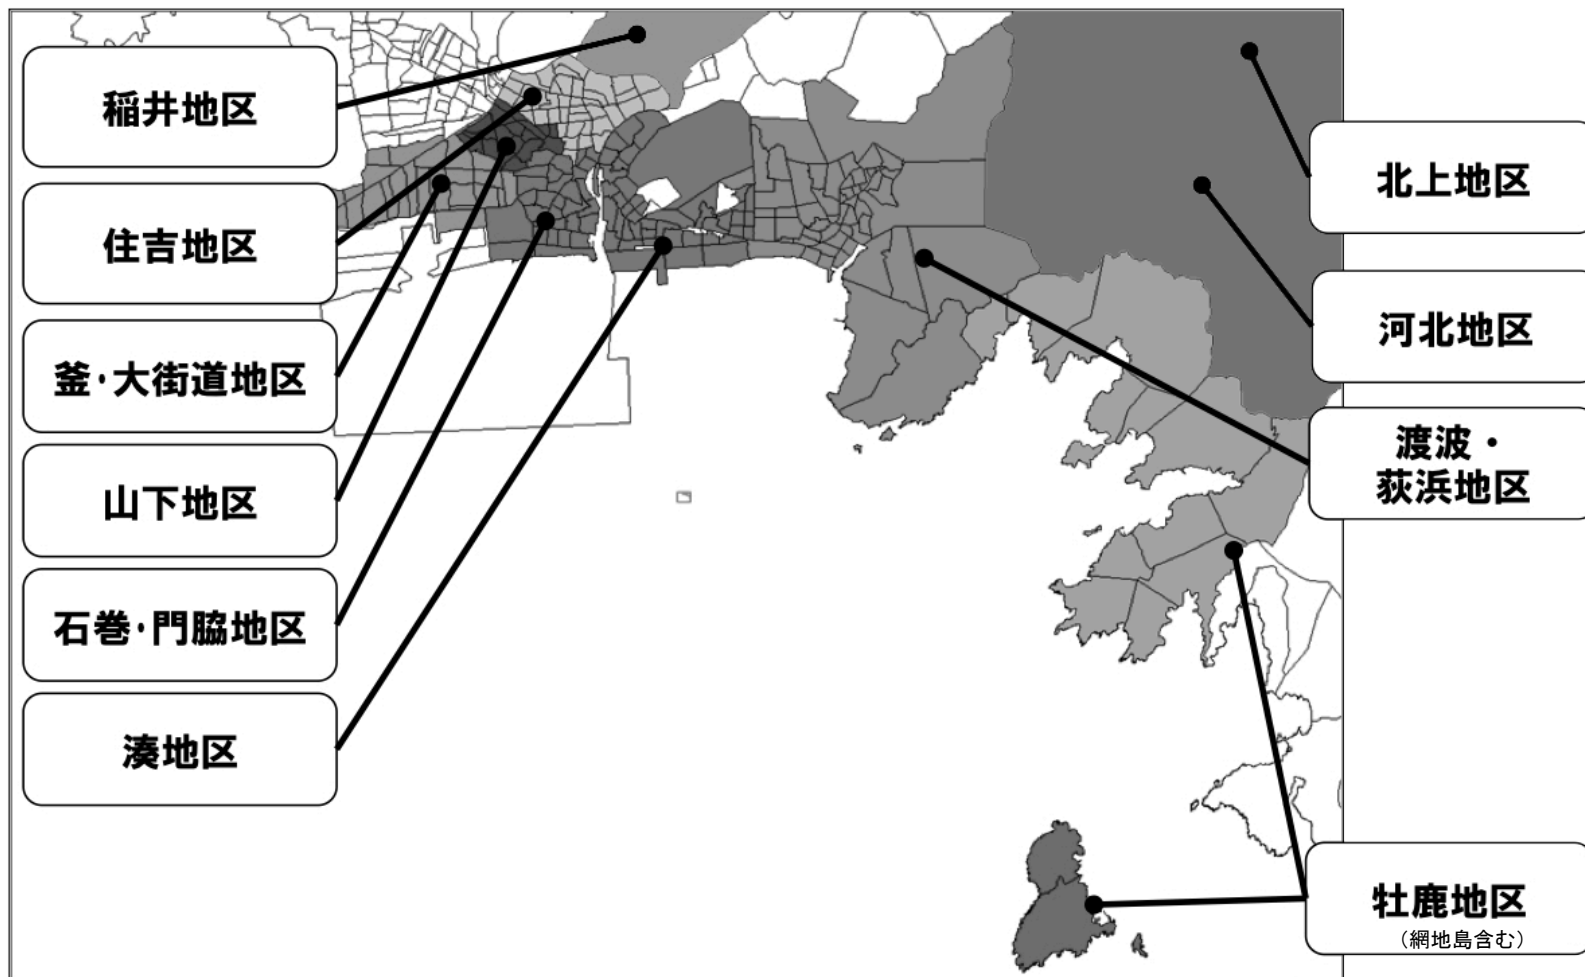 稲井地区
住吉地区
釜・大街道地区
山下地区
石巻・門脇地区
湊地区
北上地区
河北地区
渡波・
荻浜地区
牡鹿地区
（網地島含む）